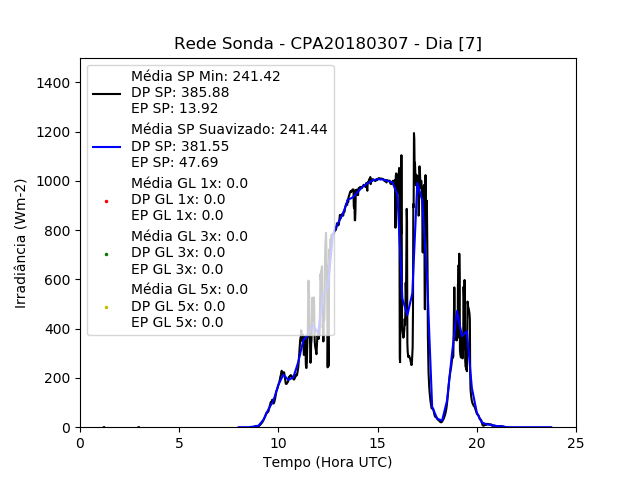 Rede Sonda - CPA20180307 - Dia [7]
Média SP Min: 241.42
DP SP: 385.88
EP SP: 13.92
Média SP Suavizado: 241.44
DP SP: 381.55
EP SP: 47.69
Média GL 1x: 0.0
DP GL 1x: 0.0
EP GL 1x: 0.0
Média GL 3x: 0.0
DP GL 3x: 0.0
EP GL 3x: 0.0
Média GL 5x: 0.0
DP GL 5x: 0.0
EP GL 5x: 0.0
Irradiância (Wm-2)
1400
1200
1000
800
600
400
200
0
0 5 10 15 20 25
Tempo (Hora UTC)